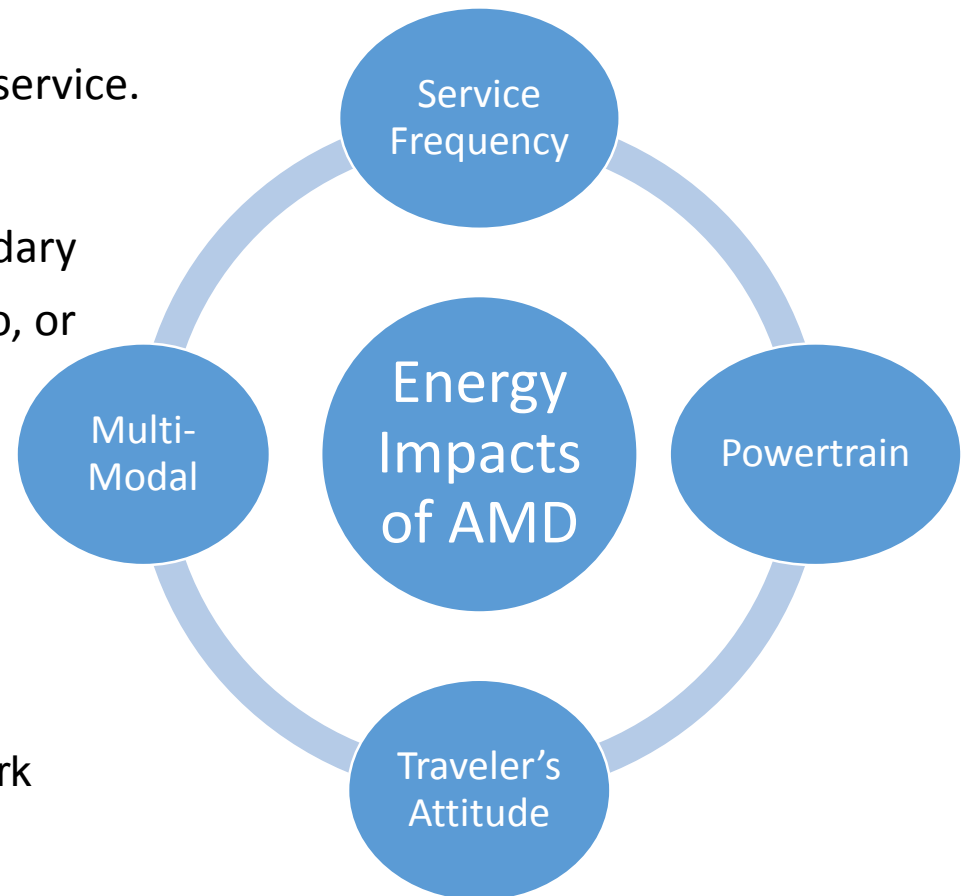 service.
dary
o, or
rk
Service
Frequency
Multi-
Modal
Energy
Impacts
of AMD
Powertrain
Traveler's
Attitude